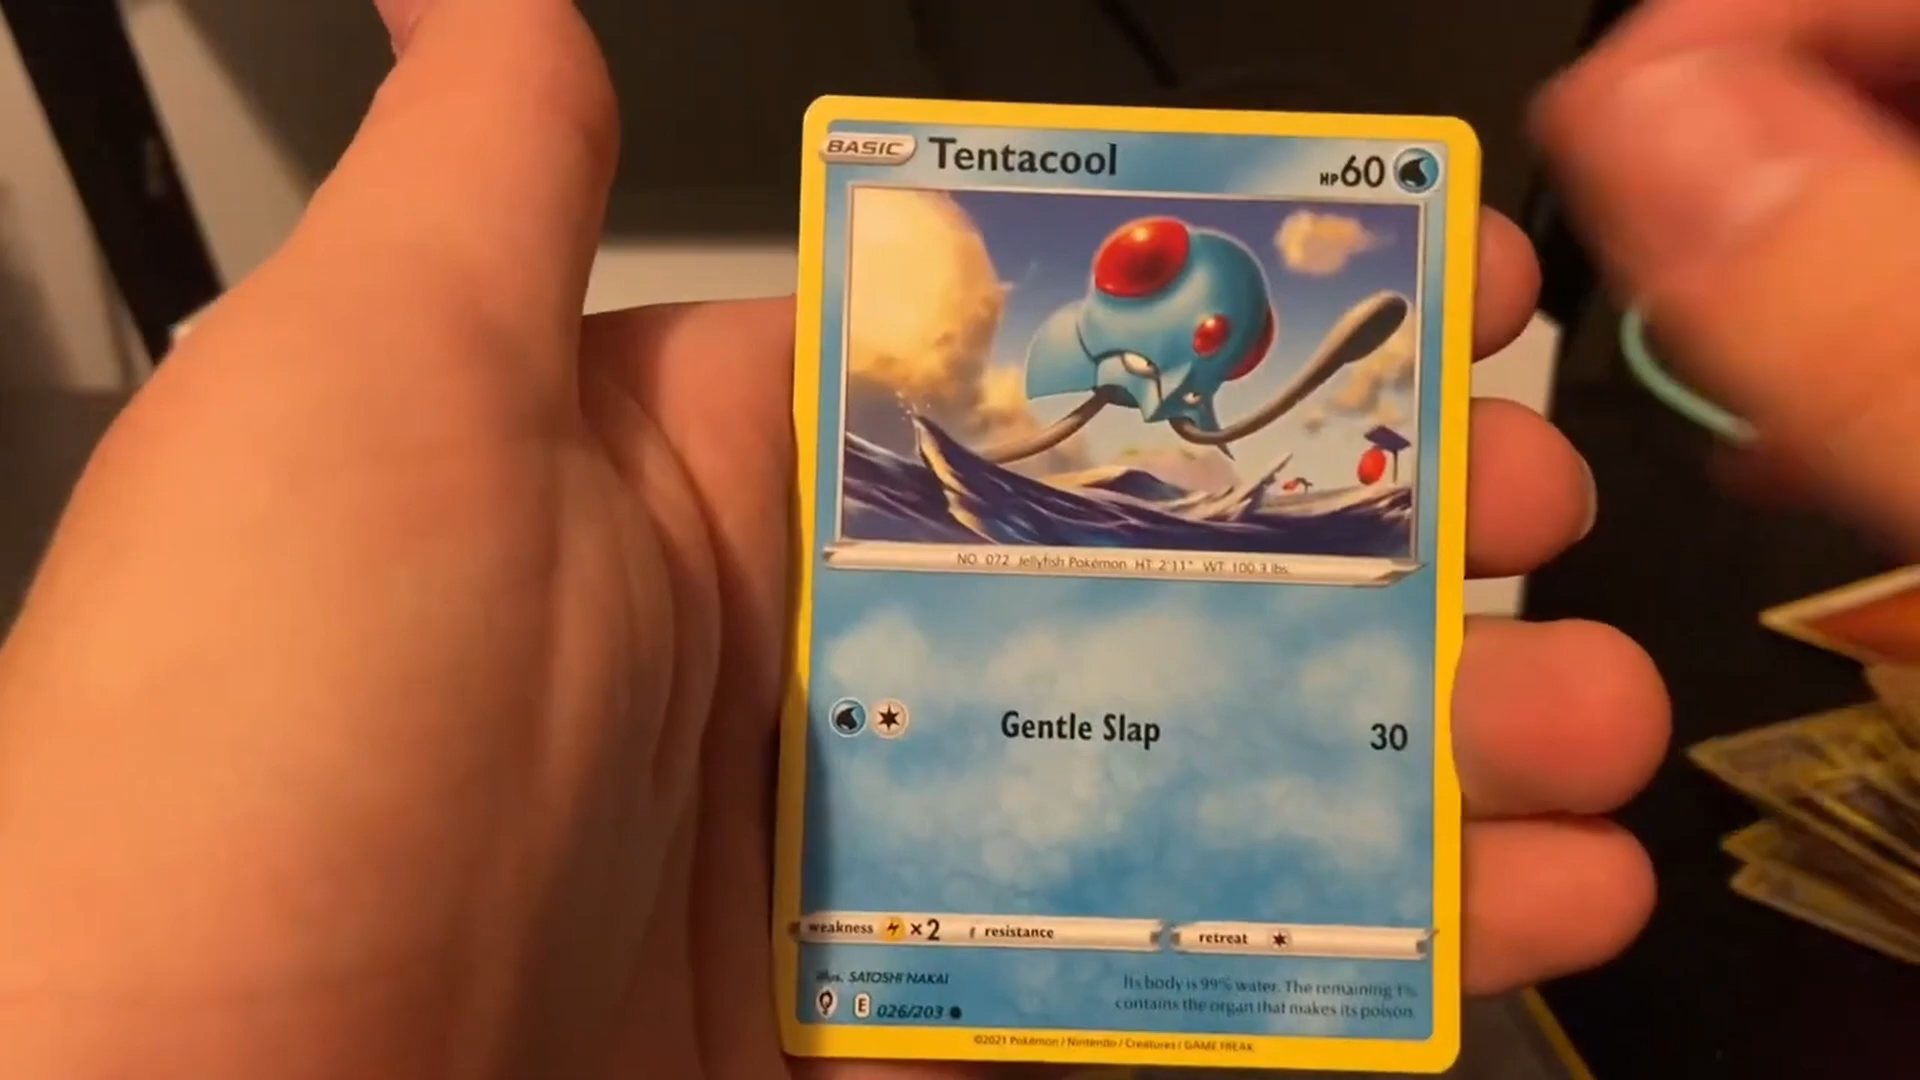 BASIC Tentacool HP60
NO. 072 Jellyfish Pokémon HT 2'11" WT 100.3 lbs.
Gentle Slap 30
weakness ×2 resistance retreat
illus. SATOSHI NAKAI
Its body is 99% water. The remaining 1%
contains the organ that makes its poison.
E 026/203
©2021 Pokémon / Nintendo / Creatures / GAME FREAK